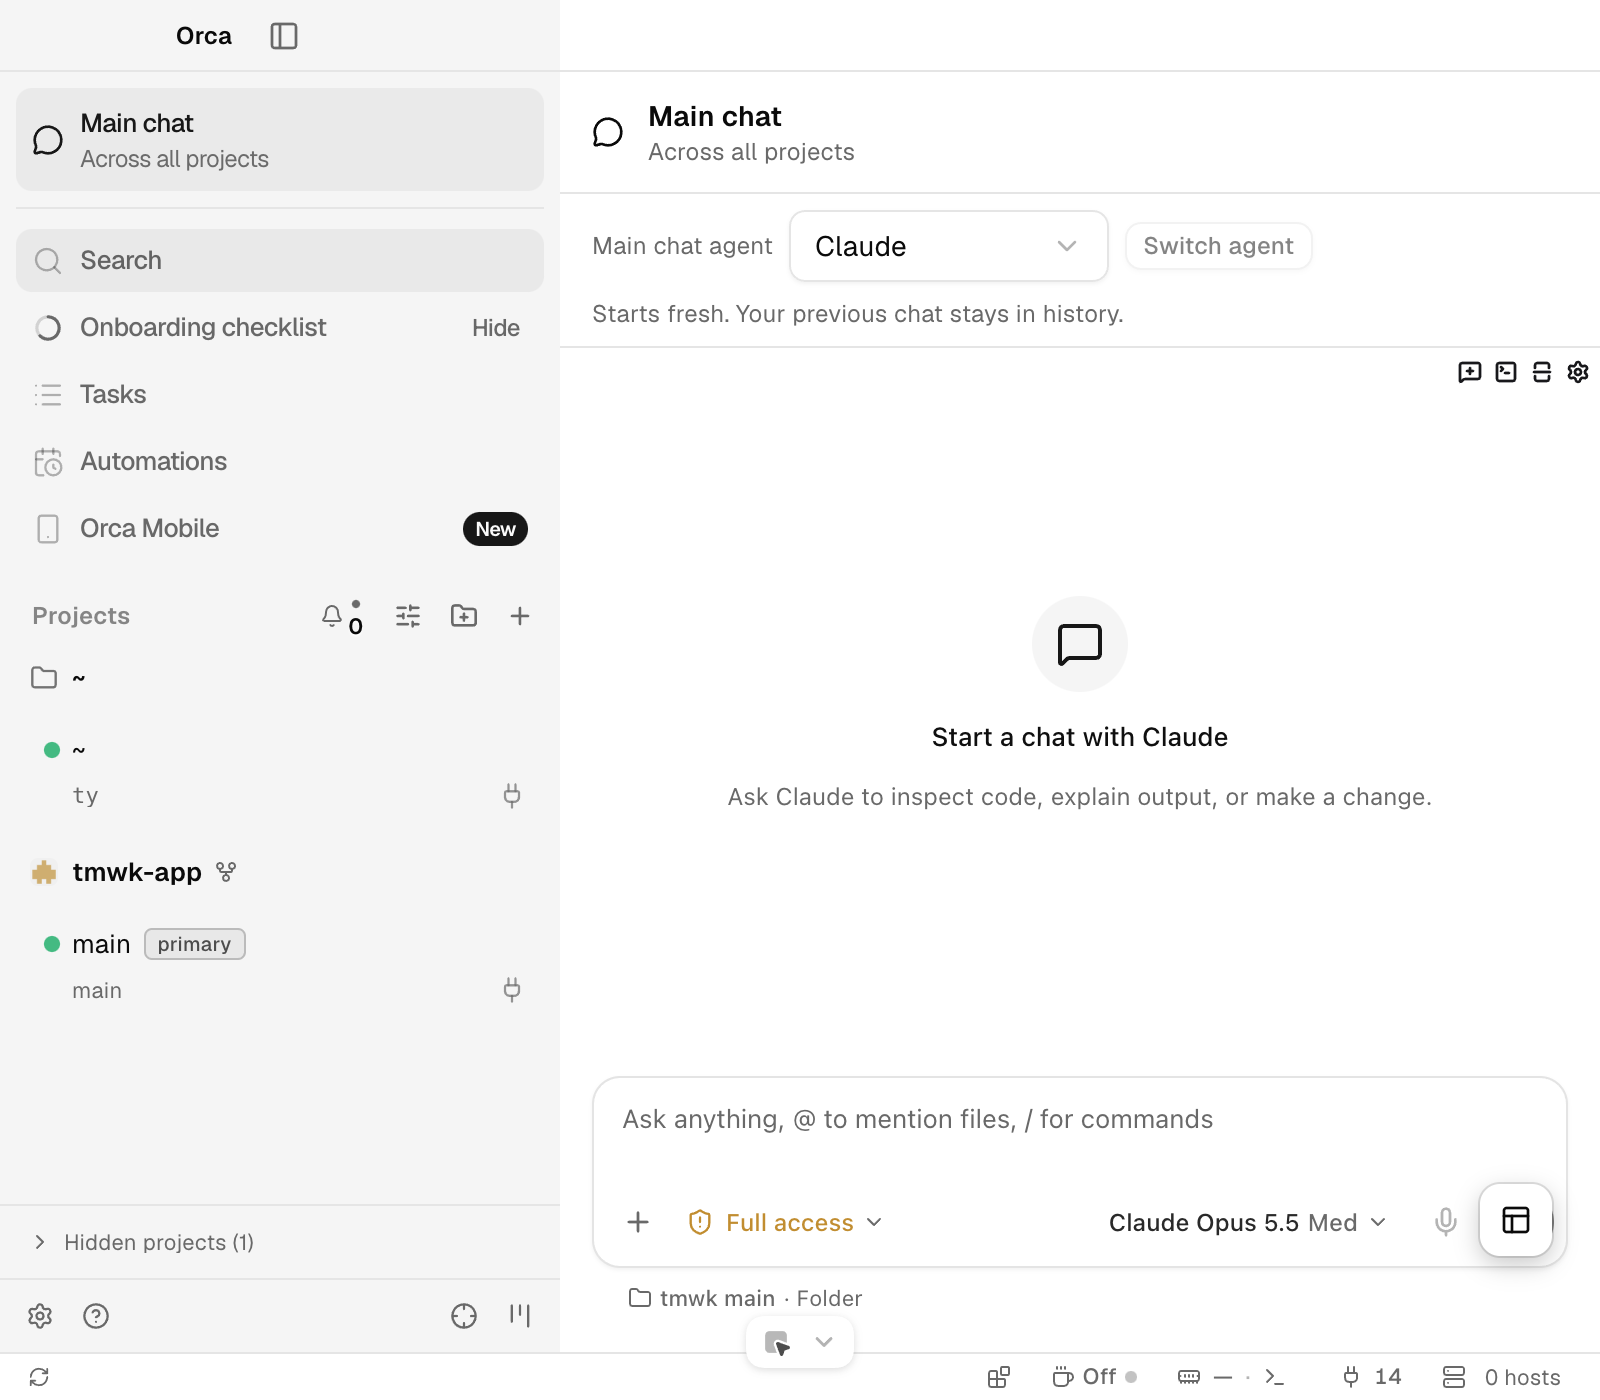 Orca
Main chat
Across all projects
Search
Onboarding checklist Hide
Tasks
Automations
Orca Mobile New
Projects 0
~
~
ty
tmwk-app
main primary
main
Hidden projects (1)
Main chat
Across all projects
Main chat agent Claude Switch agent
Starts fresh. Your previous chat stays in history.
Start a chat with Claude
Ask Claude to inspect code, explain output, or make a change.
Ask anything, @ to mention files, / for commands
Full access Claude Opus 5.5 Med
tmwk main · Folder
Off — · 14 0 hosts